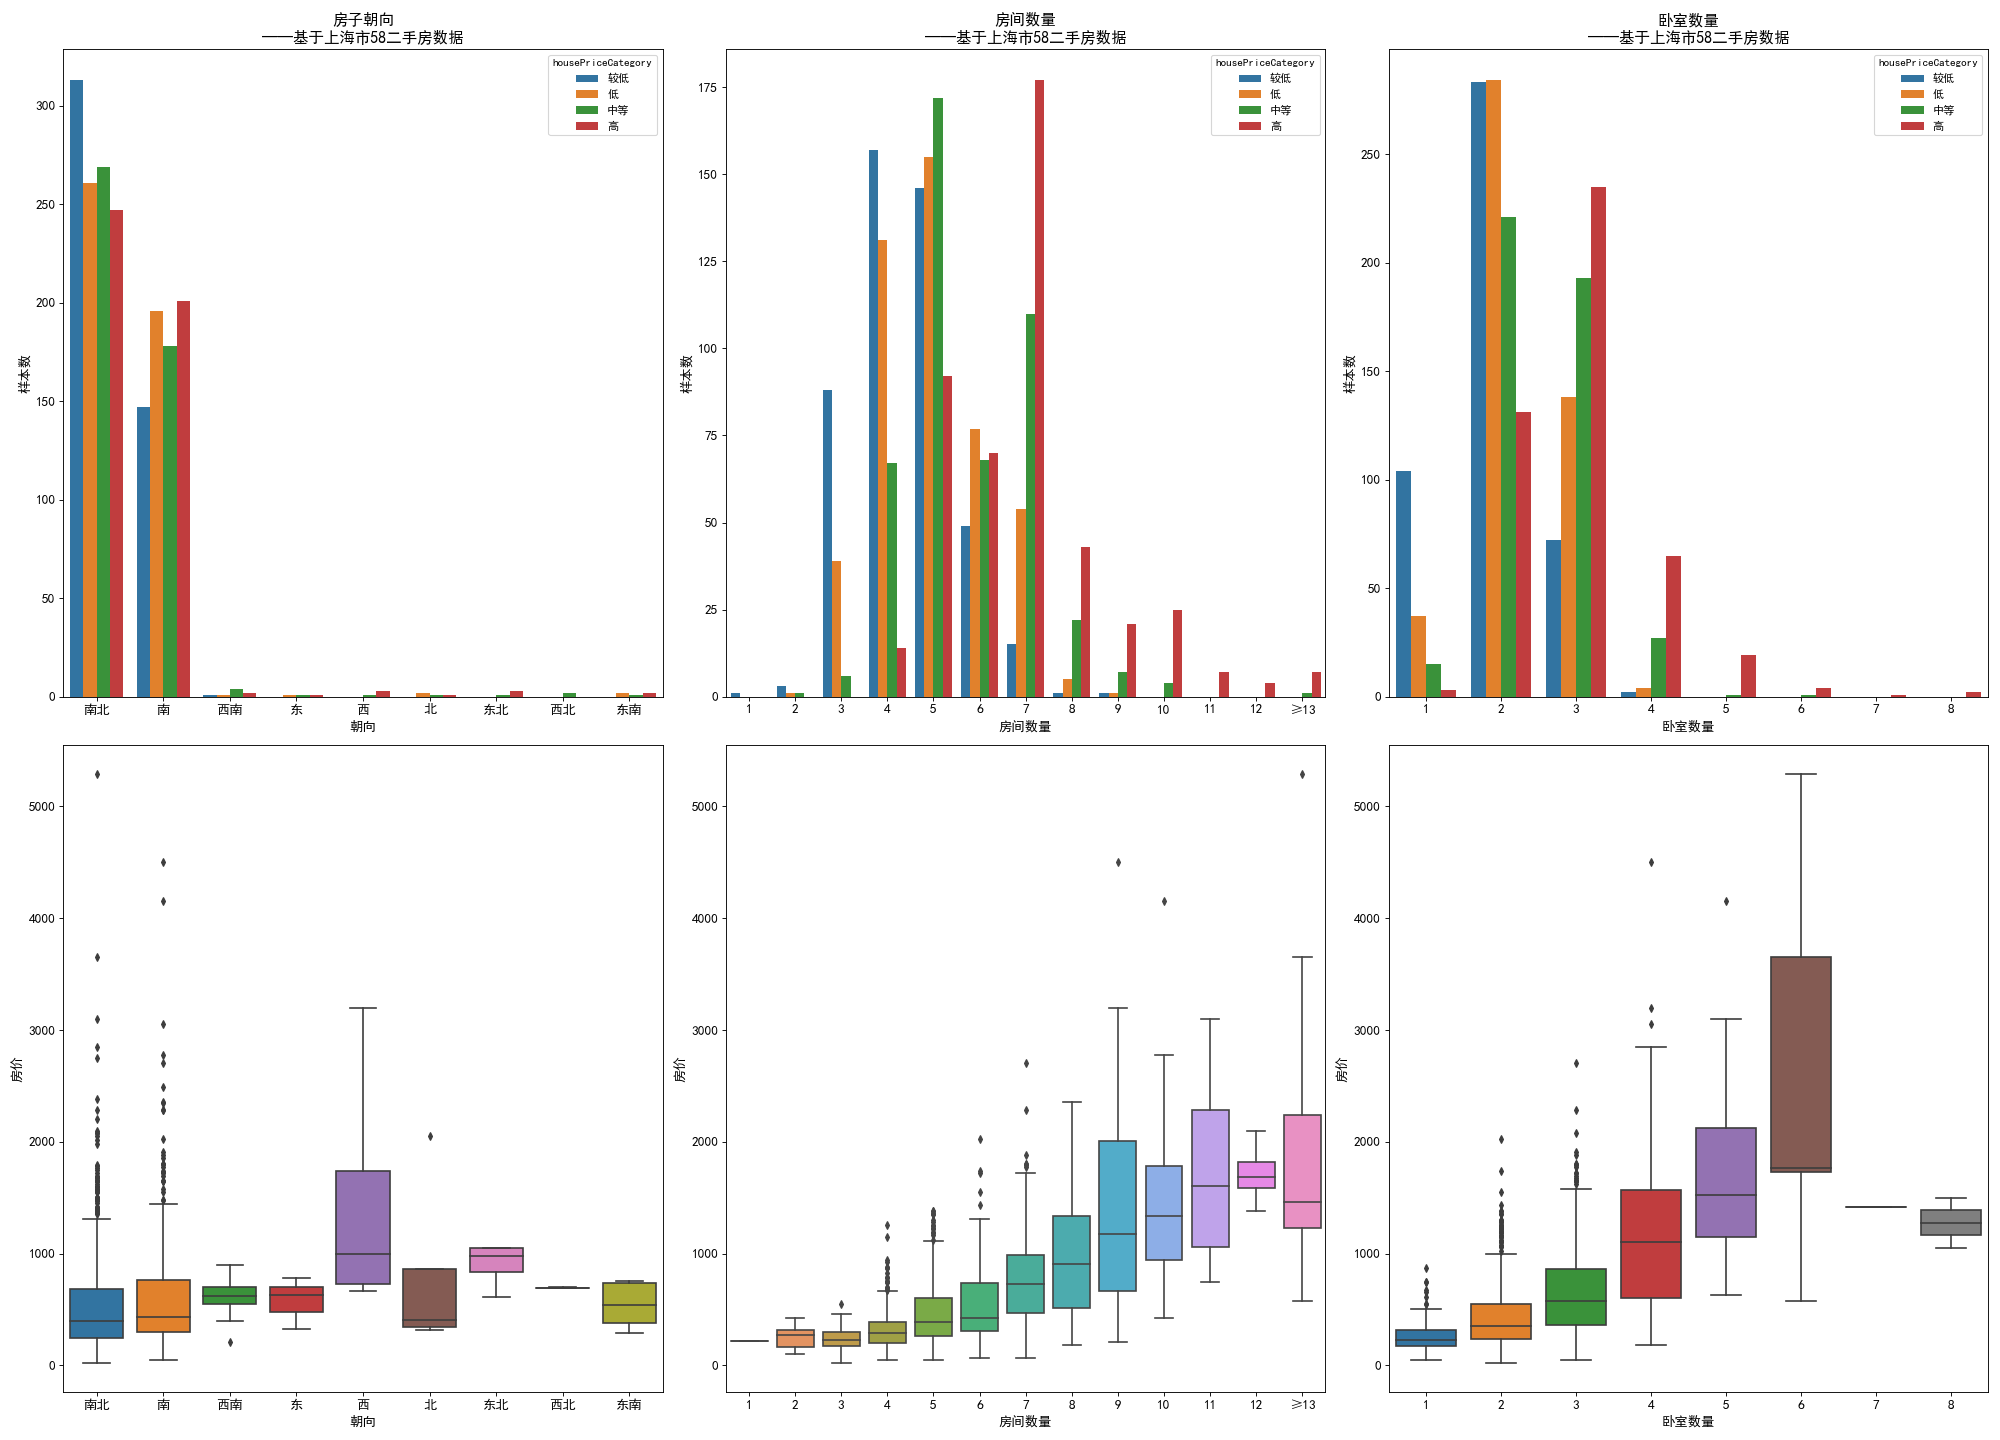 房子朝向
——基于上海市58二手房数据
housePriceCategory
较低
低
中等
高
样本数
300
250
200
150
100
50
0
南北 南 西南 东 西 北 东北 西北 东南
朝向
房间数量
——基于上海市58二手房数据
housePriceCategory
较低
低
中等
高
样本数
175
150
125
100
75
50
25
0
1 2 3 4 5 6 7 8 9 10 11 12 ≥13
房间数量
卧室数量
——基于上海市58二手房数据
housePriceCategory
较低
低
中等
高
样本数
250
200
150
100
50
0
1 2 3 4 5 6 7 8
卧室数量
房价
5000
4000
3000
2000
1000
0
南北 南 西南 东 西 北 东北 西北 东南
朝向
房价
5000
4000
3000
2000
1000
0
1 2 3 4 5 6 7 8 9 10 11 12 ≥13
房间数量
房价
5000
4000
3000
2000
1000
0
1 2 3 4 5 6 7 8
卧室数量